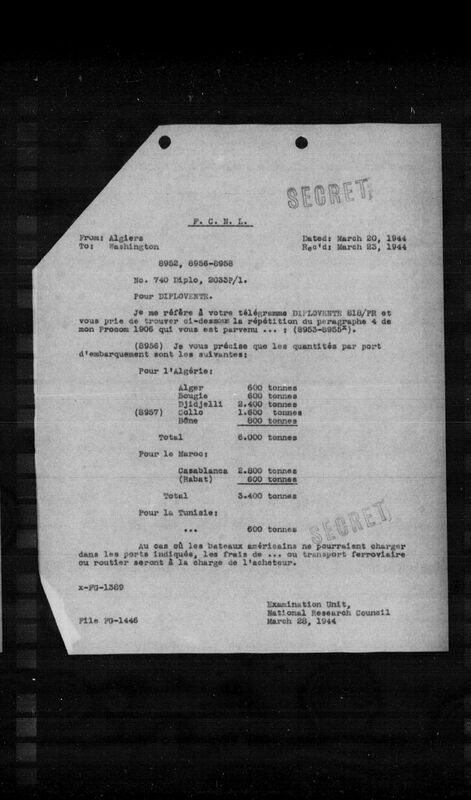 SECRET
F. C. N. L.
From: Algiers Dated: March 20, 1944
To: Washington Rec'd: March 23, 1944
8952, 8956-8958
No. 740 Diplo, 2033P/1.
Pour DIPLOVENTE.
Je me réfère à votre télégramme DIPLOVENTE 818/PR et
vous prie de trouver ci-dessous la répétition du paragraphe 4 de
mon Procom 1906 qui vous est parvenu ... : (8953-8955x).
(8956) Je vous précise que les quantités par port
d'embarquement sont les suivantes:
Pour l'Algérie:
Alger 600 tonnes
Bougie 600 tonnes
Djidjelli 2.400 tonnes
(8957) Collo 1.600 tonnes
Bône 800 tonnes
Total 6.000 tonnes
Pour le Maroc:
Casablanca 2.800 tonnes
(Rabat) 600 tonnes
Total 3.400 tonnes
Pour la Tunisie:
... 600 tonnes
SECRET
Au cas où les bateaux américains ne pourraient charger
dans les ports indiqués, les frais de ... ou transport ferroviaire
ou routier seront à la charge de l'acheteur.
x-FG-1389
Examination Unit,
National Research Council
File FG-1446 March 28, 1944